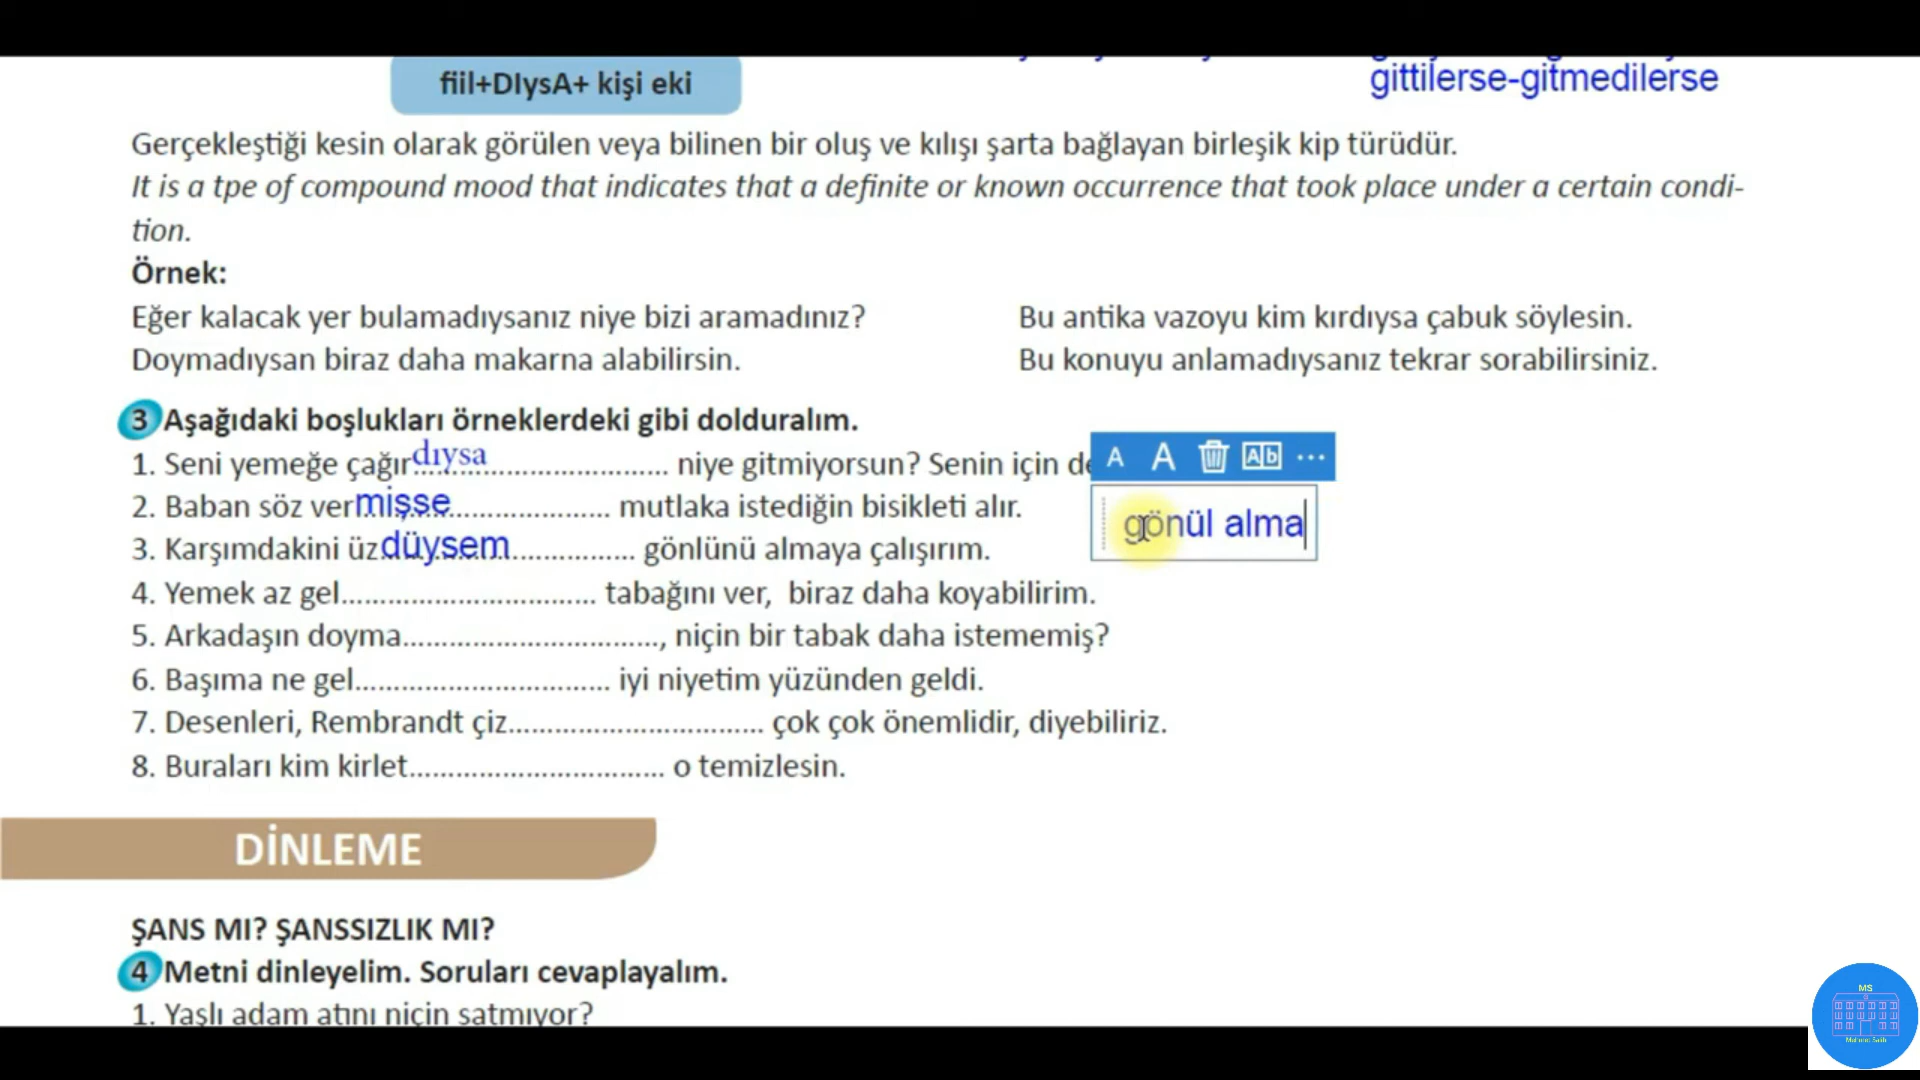 fiil+DIysA+ kişi eki
gittilerse-gitmedilerse
Gerçekleştiği kesin olarak görülen veya bilinen bir oluş ve kılışı şarta bağlayan birleşik kip türüdür.
It is a tpe of compound mood that indicates that a definite or known occurrence that took place under a certain condi-
tion.
Örnek:
Eğer kalacak yer bulamadıysanız niye bizi aramadınız?
Bu antika vazoyu kim kırdıysa çabuk söylesin.
Doymadıysan biraz daha makarna alabilirsin.
Bu konuyu anlamadıysanız tekrar sorabilirsiniz.
3 Aşağıdaki boşlukları örneklerdeki gibi dolduralım.
1. Seni yemeğe çağırdıysa................................ niye gitmiyorsun? Senin için
A A Ab ...
2. Baban söz vermişse................................ mutlaka istediğin bisikleti alır.
gönül alma
3. Karşımdakini üzdüysem................................ gönlünü almaya çalışırım.
4. Yemek az gel................................ tabağını ver, biraz daha koyabilirim.
5. Arkadaşın doyma................................, niçin bir tabak daha istememiş?
6. Başıma ne gel................................ iyi niyetim yüzünden geldi.
7. Desenleri, Rembrandt çiz................................ çok çok önemlidir, diyebiliriz.
8. Buraları kim kirlet................................ o temizlesin.
DİNLEME
ŞANS MI? ŞANSSIZLIK MI?
4 Metni dinleyelim. Soruları cevaplayalım.
1. Yaşlı adam atını niçin satmıyor?
MS